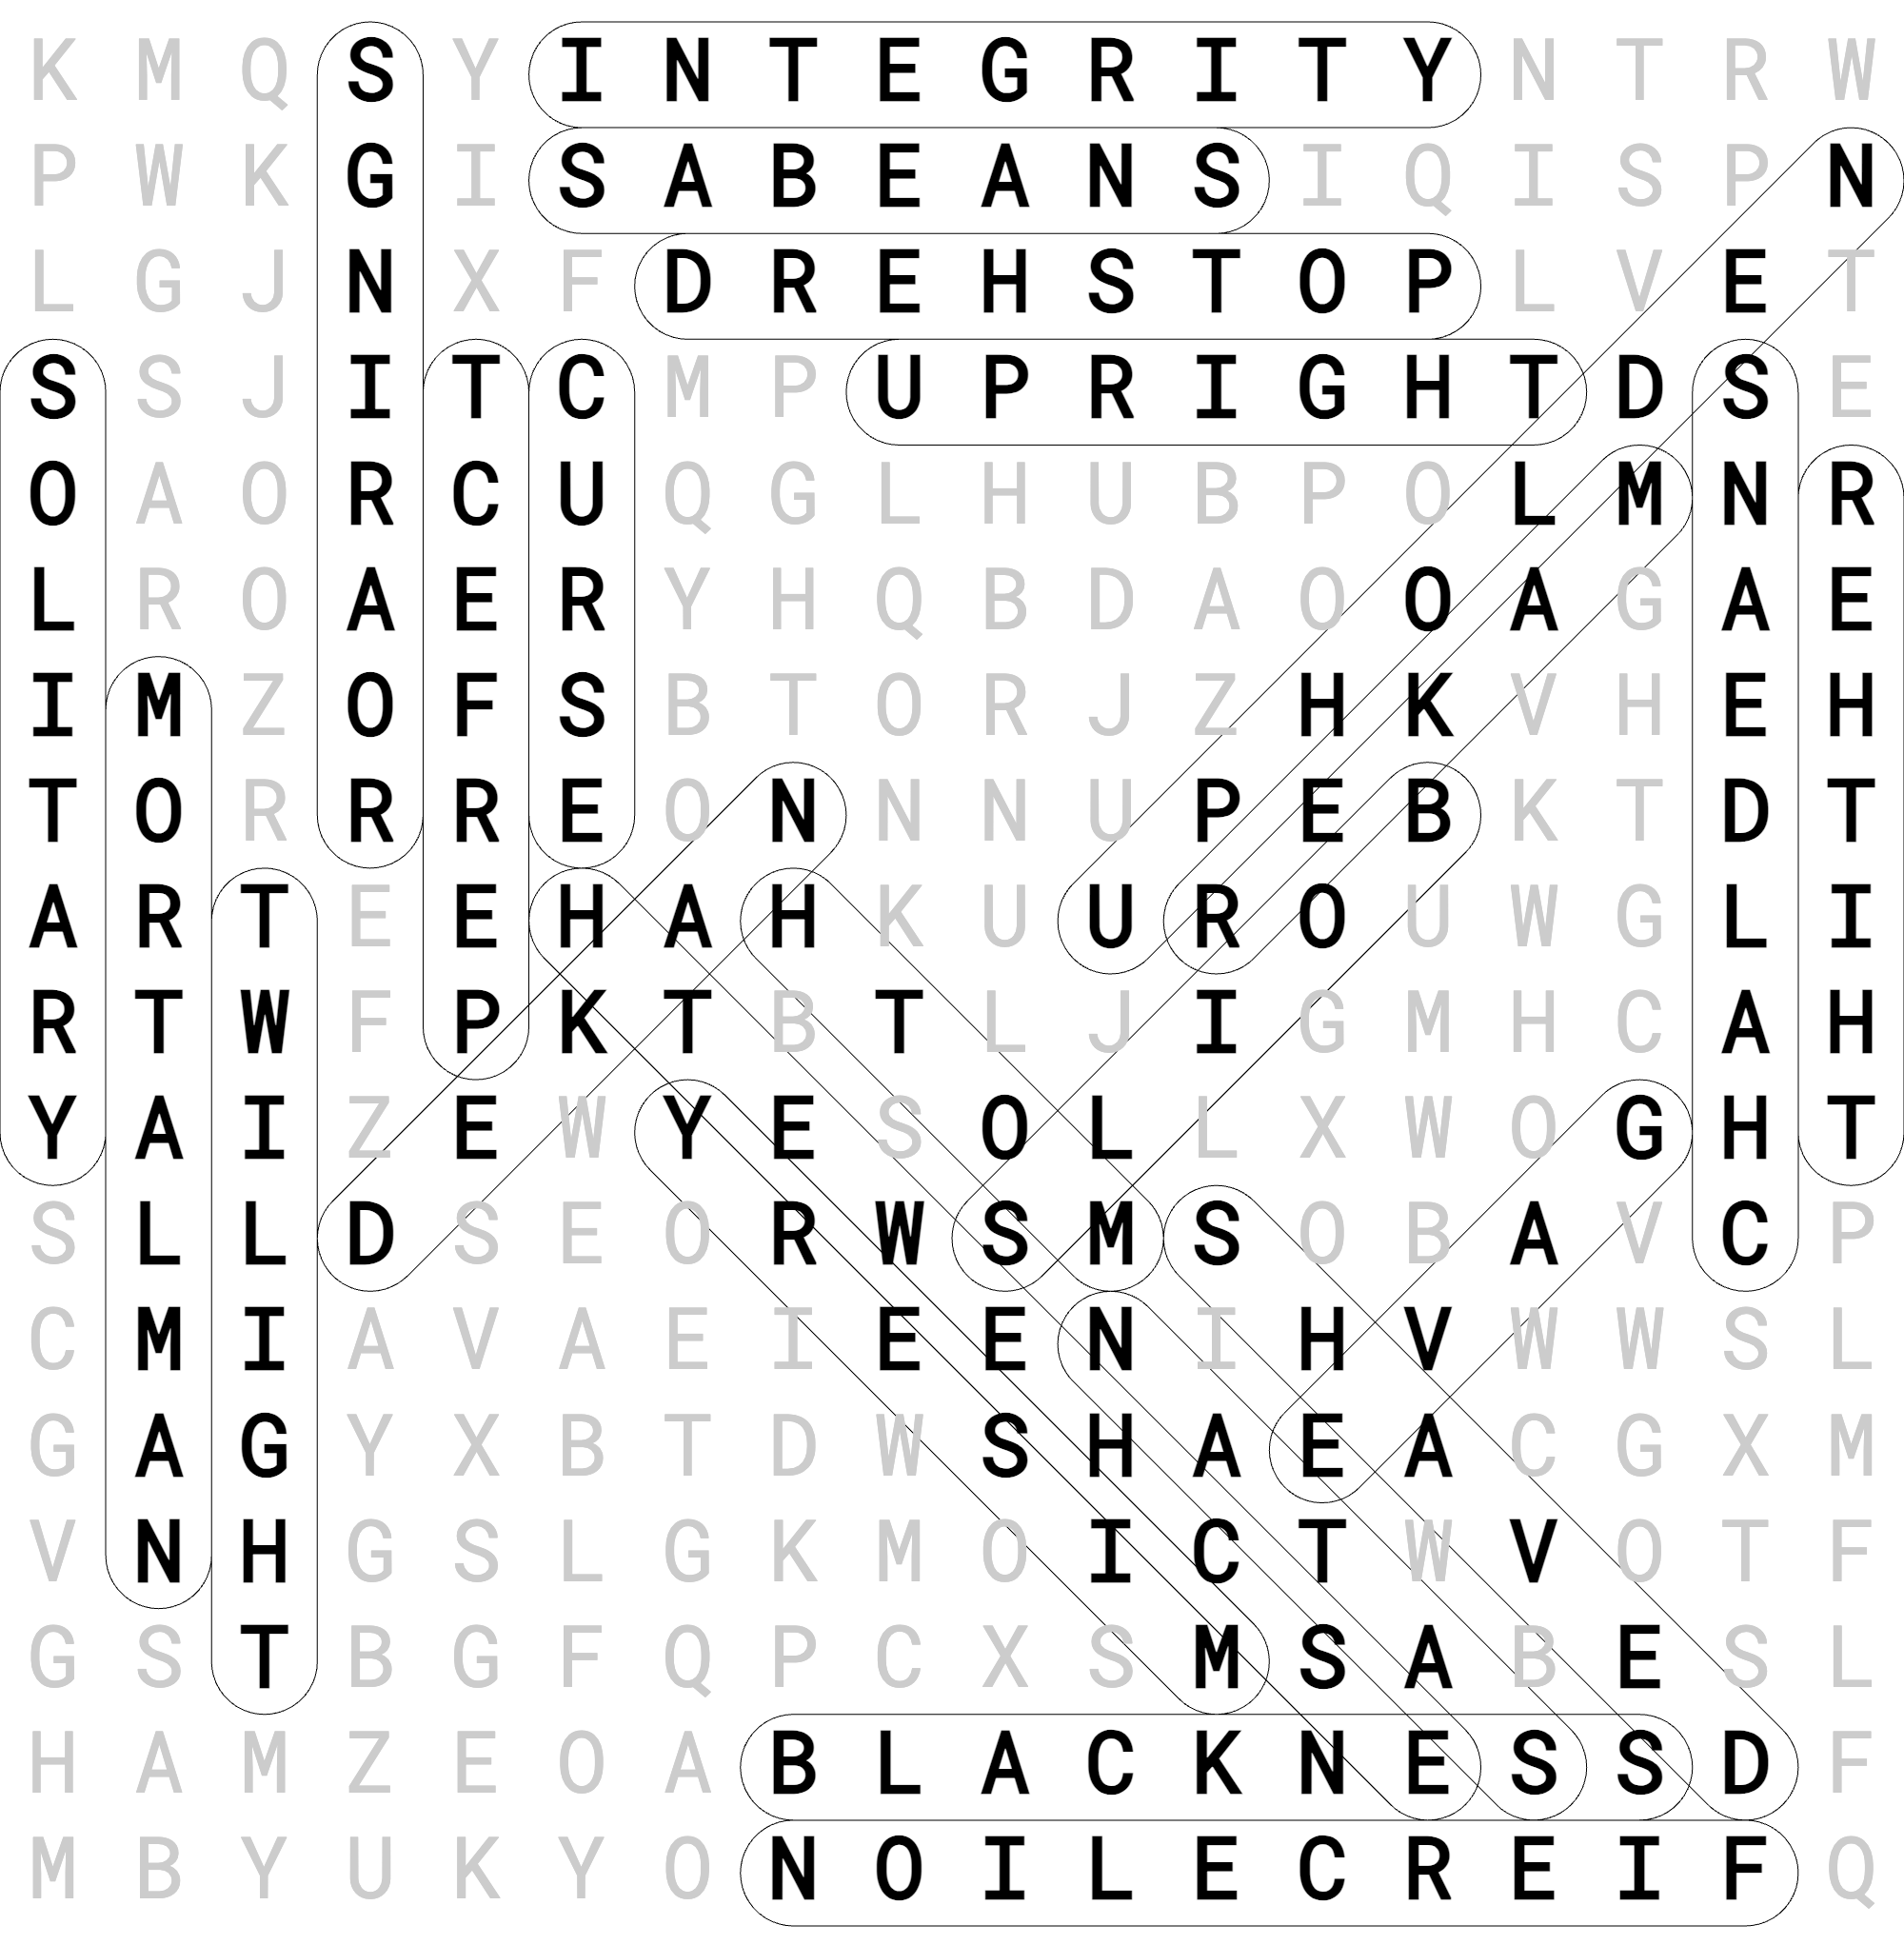 K M Q S Y I N T E G R I T Y N T R W
P W K G I S A B E A N S I Q I S P N
L G J N X F D R E H S T O P L V E T
S S J I T C M P U P R I G H T D S E
O A O R C U Q G L H U B P O L M N R
L R O A E R Y H Q B D A O O A G A E
I M Z O F S B T O R J Z H K V H E H
T O R R R E O N N N U P E B K T D T
A R T E E H A H K U U R O U W G L I
R T W F P K T B T L J I G M H C A H
Y A I Z E W Y E S O L L X W O G H T
S L L D S E O R W S M S O B A V C P
C M I A V A E I E E N I H V W W S L
G A G Y X B T D W S H A E A C G X M
V N H G S L G K M O I C T W V O T F
G S T B G F Q P C X S M S A B E S L
H A M Z E O A B L A C K N E S S D F
M B Y U K Y O N O I L E C R E I F Q